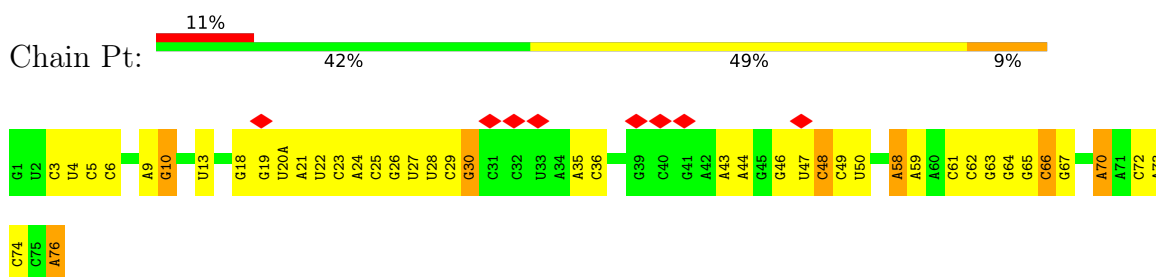 11%
Chain Pt:
42% 49% 9%
G1 U2 C3 U4 C5 C6 A9 G10 U13 G18 G19 U20A A21 U22 C23 A24 C25 G26 U27 U28 C29 G30 C31 C32 U33 A34 A35 C36 G39 C40 G41 A42 A43 A44 G45 G46 U47 C48 C49 U50 A58 A59 A60 C61 C62 G63 G64 G65 C66 G67 A70 A71 C72
C74 C75 A76